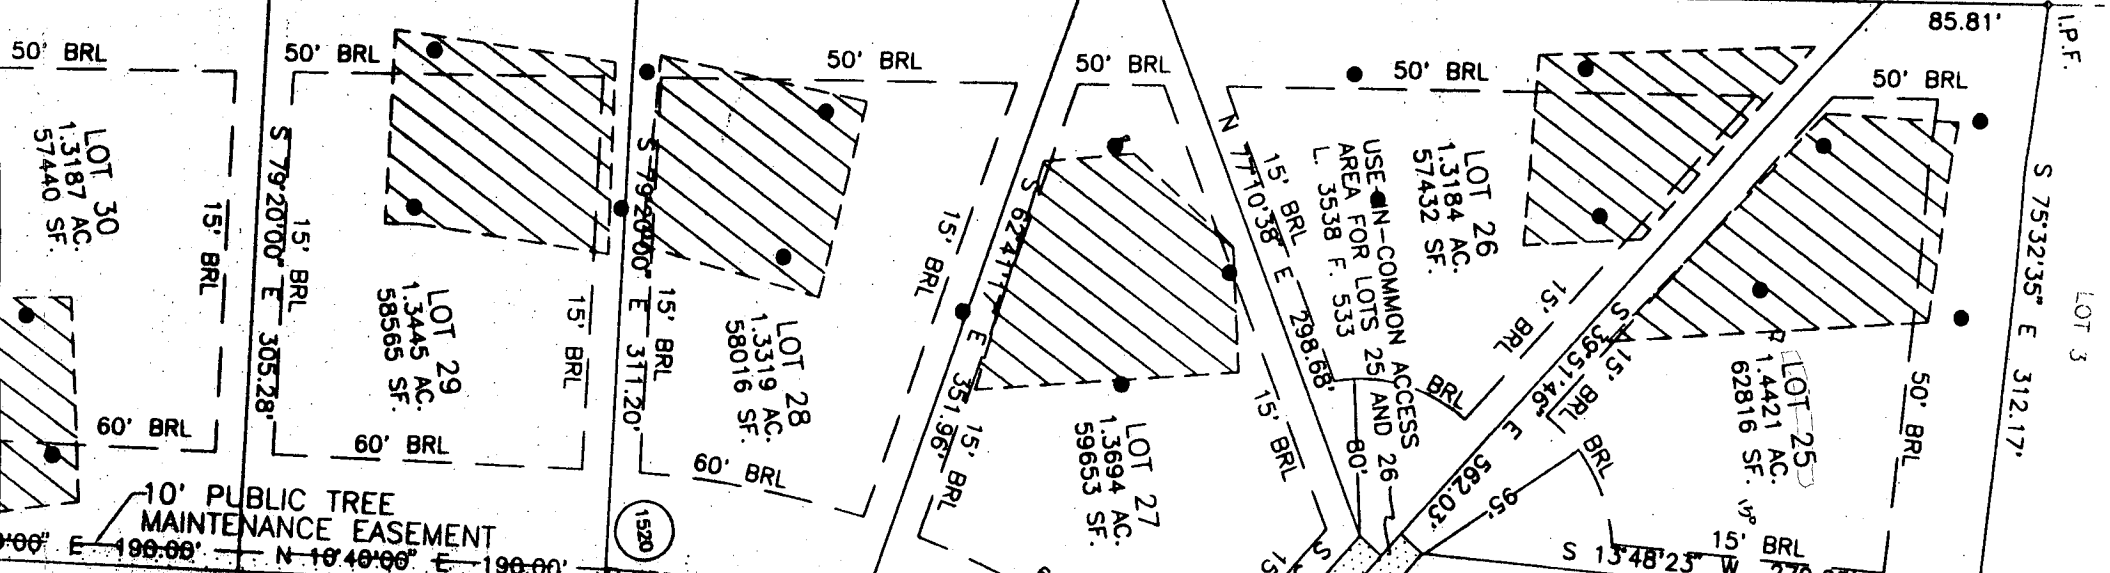 50' BRL
LOT 30
1.3187 AC.
57440 SF.
15' BRL
60' BRL
S 79°20'00" E 305.28'
50' BRL
15' BRL
LOT 29
1.3445 AC.
58565 SF.
15' BRL
60' BRL
10' PUBLIC TREE
MAINTENANCE EASEMENT
E 190.00'
N 10°40'00" E 190.00'
S 79°20'00" E 311.20'
1520
15' BRL
50' BRL
LOT 28
1.3319 AC.
58016 SF.
15' BRL
60' BRL
S 62°41'17" E 351.96'
15' BRL
50' BRL
LOT 27
1.3694 AC.
59653 SF.
15' BRL
N 77°10'38" E 298.68'
15' BRL
50' BRL
LOT 26
1.3184 AC.
57432 SF.
USE-IN-COMMON ACCESS
AREA FOR LOTS 25 AND 26
L. 3538 F. 533
15' BRL
BRL
80'
S 39°51'46" E 562.03'
15' BRL
95'
BRL
50' BRL
LOT 25
1.4421 AC.
62816 SF.
50' BRL
15' BRL
S 13°48'23" W
85.81'
I.P.F.
S 75°32'35" E 312.17'
LOT 3